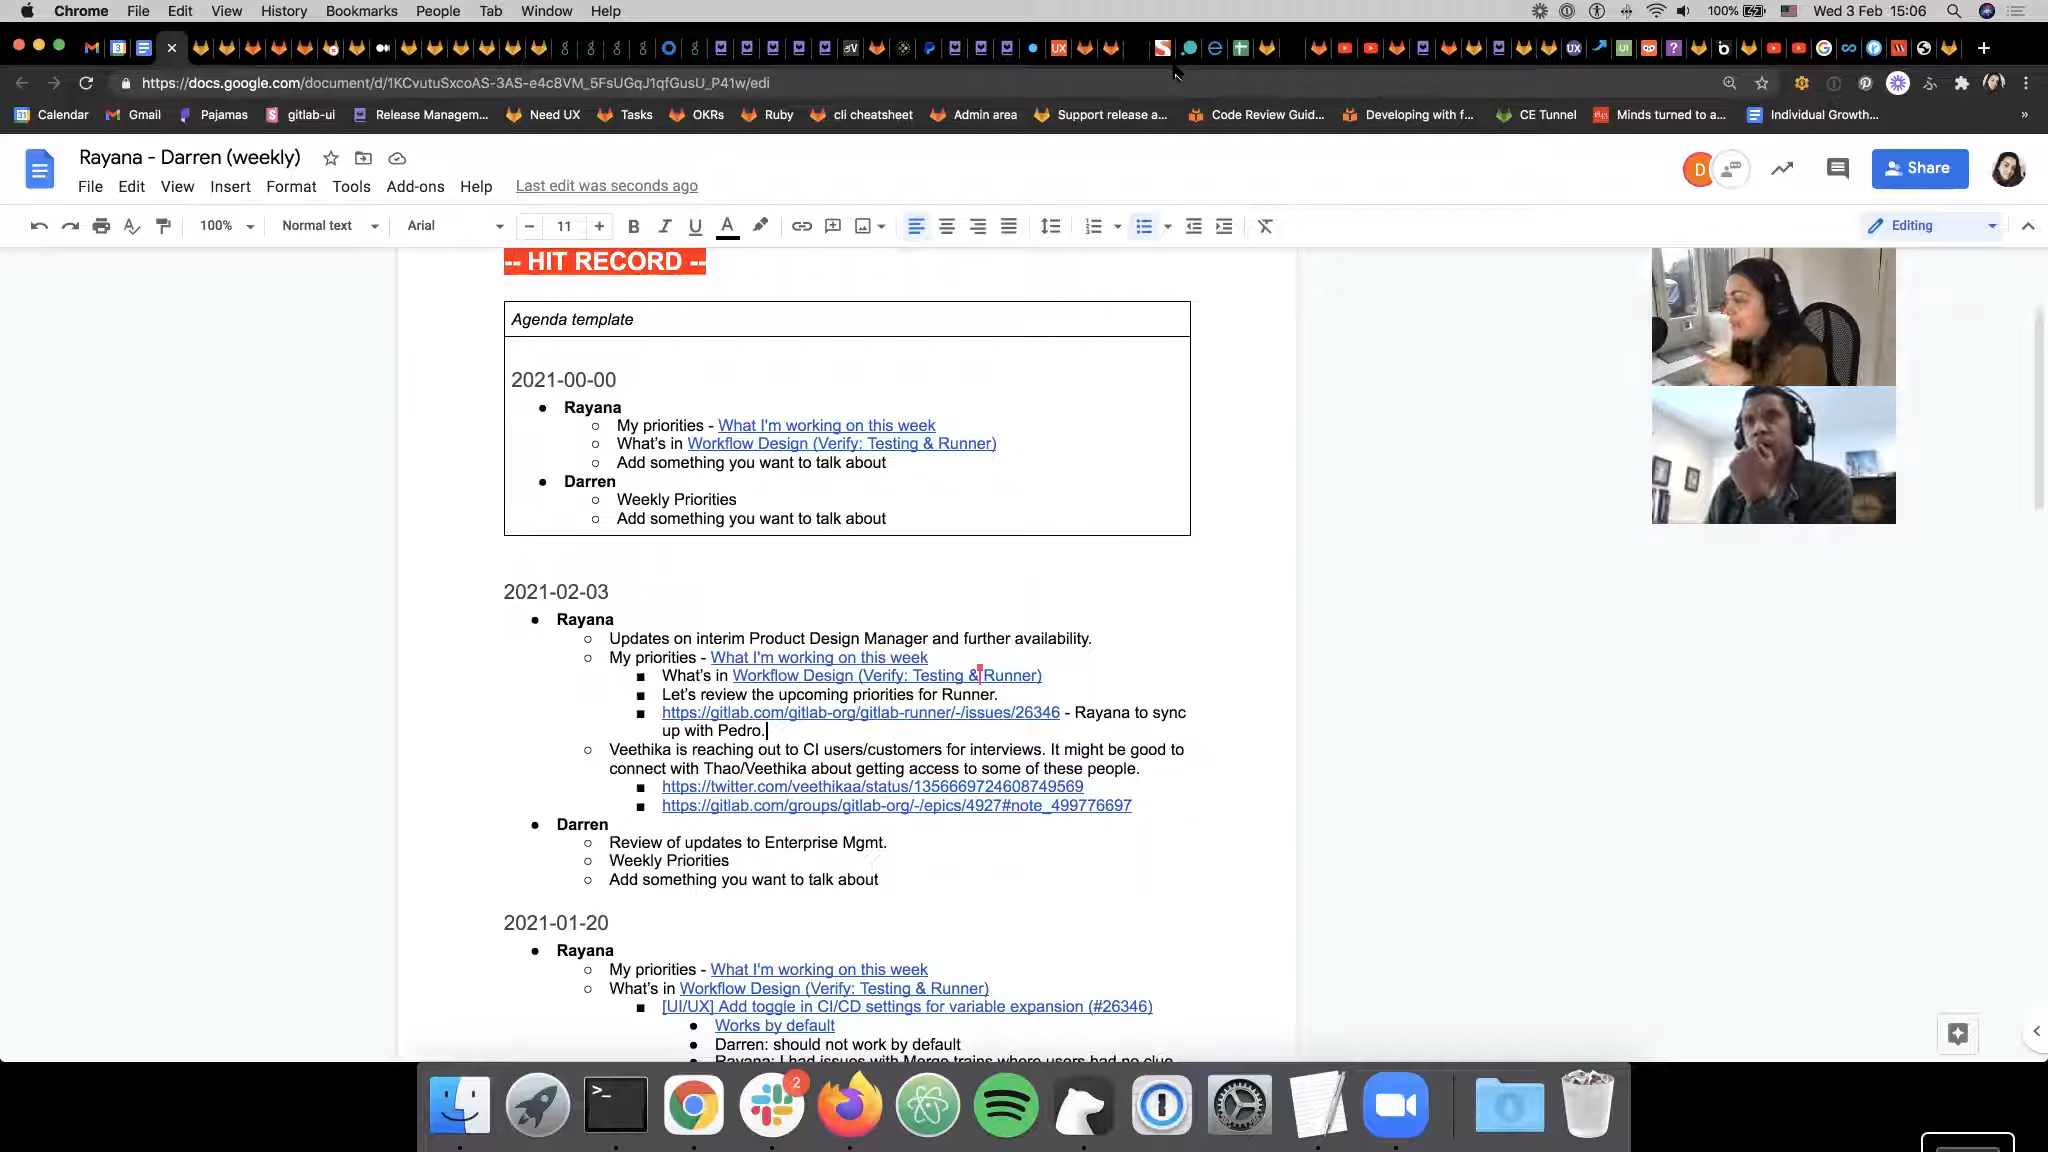 Chrome File Edit View History Bookmarks People Tab Window Help 100% Wed 3 Feb 15:06
https://docs.google.com/document/d/1KCvutuSxcoAS-3AS-e4c8VM_5FsUGqJ1qfGusU_P41w/edi
Calendar Gmail Pajamas gitlab-ui Release Managem... Need UX Tasks OKRs Ruby cli cheatsheet Admin area Support release a... Code Review Guid... Developing with f... CE Tunnel Minds turned to a... Individual Growth... »
Rayana - Darren (weekly)
D
Share
File Edit View Insert Format Tools Add-ons Help Last edit was seconds ago
100% Normal text Arial 11 Editing
-- HIT RECORD --
Agenda template
2021-00-00
Rayana
My priorities - What I'm working on this week
What's in Workflow Design (Verify: Testing & Runner)
Add something you want to talk about
Darren
Weekly Priorities
Add something you want to talk about
2021-02-03
Rayana
Updates on interim Product Design Manager and further availability.
My priorities - What I'm working on this week
What's in Workflow Design (Verify: Testing & Runner)
Let's review the upcoming priorities for Runner.
https://gitlab.com/gitlab-org/gitlab-runner/-/issues/26346 - Rayana to sync
up with Pedro.
Veethika is reaching out to CI users/customers for interviews. It might be good to
connect with Thao/Veethika about getting access to some of these people.
https://twitter.com/veethikaa/status/1356669724608749569
https://gitlab.com/groups/gitlab-org/-/epics/4927#note_499776697
Darren
Review of updates to Enterprise Mgmt.
Weekly Priorities
Add something you want to talk about
2021-01-20
Rayana
My priorities - What I'm working on this week
What's in Workflow Design (Verify: Testing & Runner)
[UI/UX] Add toggle in CI/CD settings for variable expansion (#26346)
Works by default
Darren: should not work by default
Rayana: I had issues with Merge trains where users had no clue
2